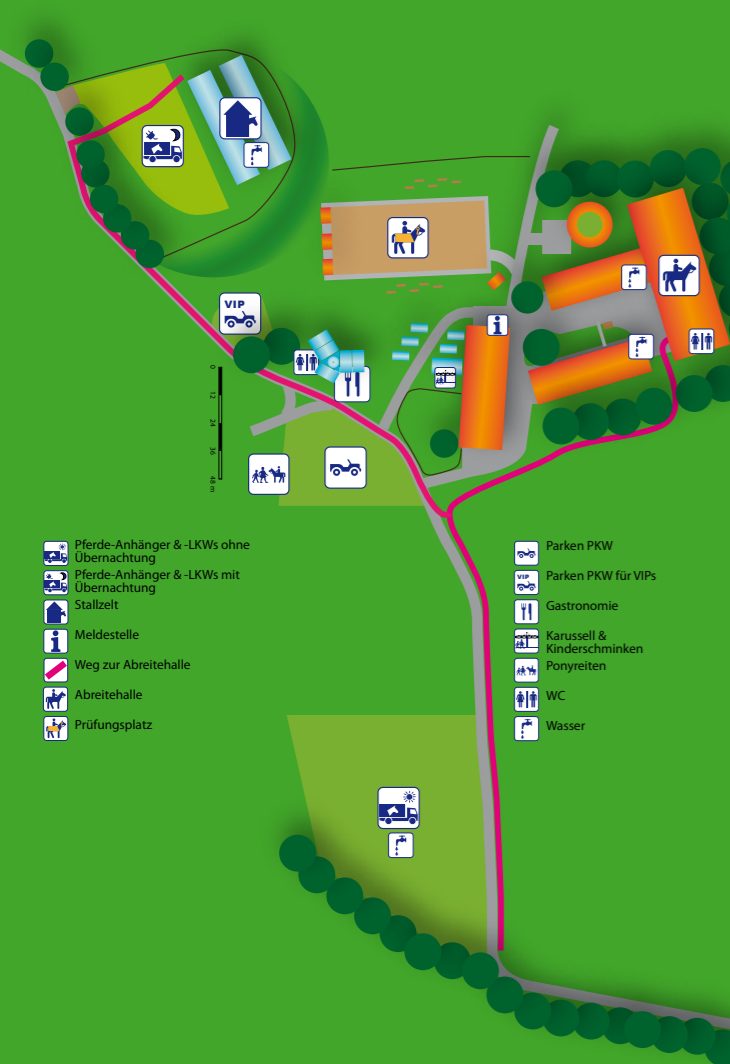 VIP
0
12
24
36
48 m
Pferde-Anhänger & -LKWs ohne
Übernachtung
Pferde-Anhänger & -LKWs mit
Übernachtung
Stallzelt
Meldestelle
Weg zur Abreitehalle
Abreitehalle
Prüfungsplatz
Parken PKW
VIP
Parken PKW für VIPs
Gastronomie
Karussell &
Kinderschminken
Ponyreiten
WC
Wasser